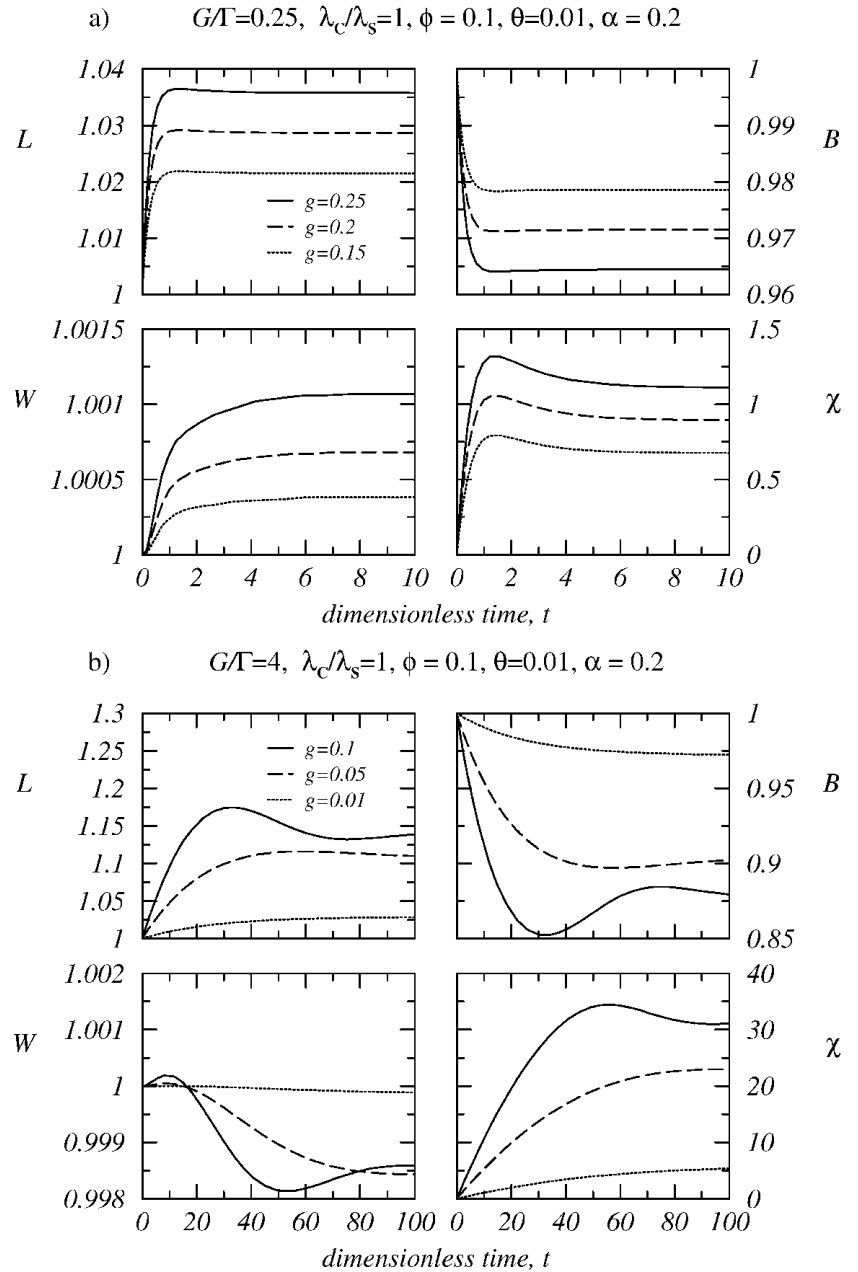 a) G/Γ=0.25, λC/λS=1, ϕ = 0.1, θ=0.01, α = 0.2
1.04
1.03
1.02
1.01
1
L
g=0.25
g=0.2
g=0.15
1
0.99
0.98
0.97
0.96
B
1.0015
1.001
1.0005
1
W
0 2 4 6 8 10
1.5
1
0.5
0
χ
0 2 4 6 8 10
dimensionless time, t
b) G/Γ=4, λC/λS=1, ϕ = 0.1, θ=0.01, α = 0.2
1.3
1.25
1.2
1.15
1.1
1.05
1
L
g=0.1
g=0.05
g=0.01
1
0.95
0.9
0.85
B
1.002
1.001
1
0.999
0.998
W
0 20 40 60 80 100
40
30
20
10
0
χ
0 20 40 60 80 100
dimensionless time, t